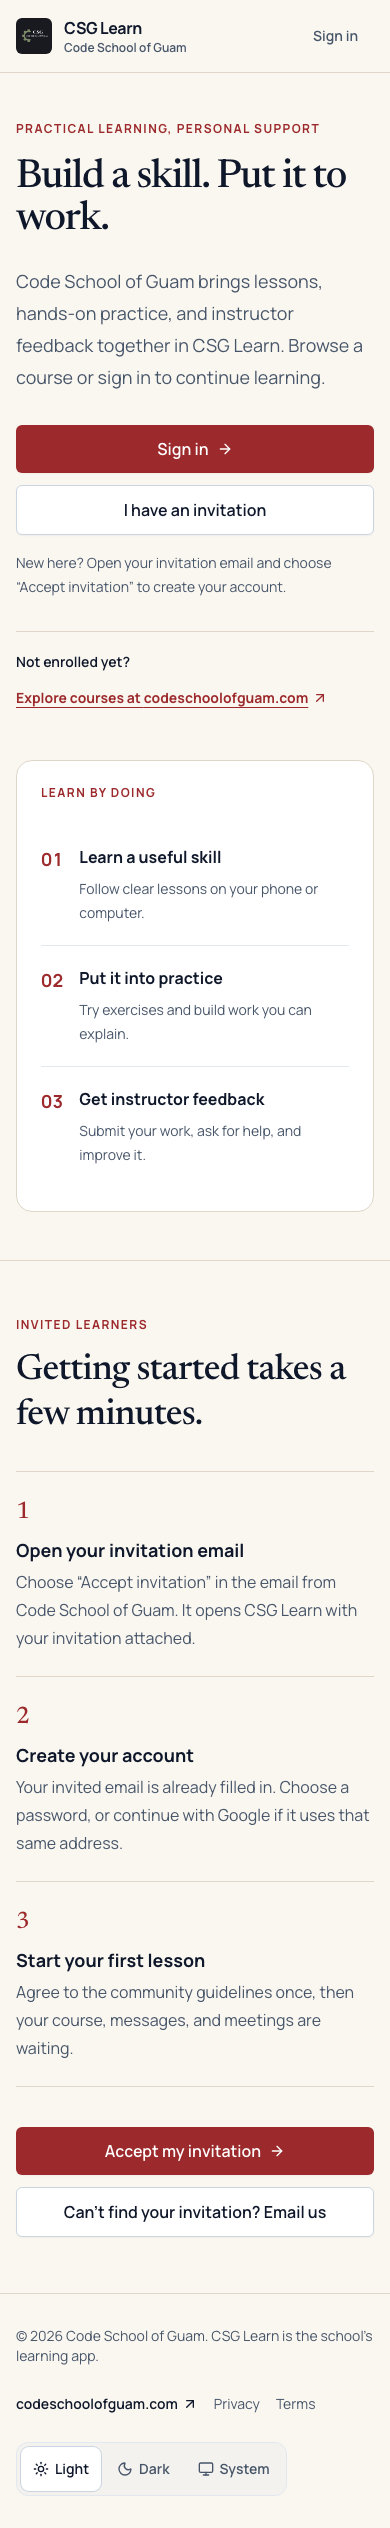 CSG Learn
Code School of Guam
Sign in
PRACTICAL LEARNING, PERSONAL SUPPORT
Build a skill. Put it to
work.
Code School of Guam brings lessons,
hands-on practice, and instructor
feedback together in CSG Learn. Browse a
course or sign in to continue learning.
Sign in →
I have an invitation
New here? Open your invitation email and choose
“Accept invitation” to create your account.
Not enrolled yet?
Explore courses at codeschoolofguam.com ↗
LEARN BY DOING
01 Learn a useful skill
Follow clear lessons on your phone or
computer.
02 Put it into practice
Try exercises and build work you can
explain.
03 Get instructor feedback
Submit your work, ask for help, and
improve it.
INVITED LEARNERS
Getting started takes a
few minutes.
1
Open your invitation email
Choose “Accept invitation” in the email from
Code School of Guam. It opens CSG Learn with
your invitation attached.
2
Create your account
Your invited email is already filled in. Choose a
password, or continue with Google if it uses that
same address.
3
Start your first lesson
Agree to the community guidelines once, then
your course, messages, and meetings are
waiting.
Accept my invitation →
Can’t find your invitation? Email us
© 2026 Code School of Guam. CSG Learn is the school’s
learning app.
codeschoolofguam.com ↗ Privacy Terms
Light Dark System